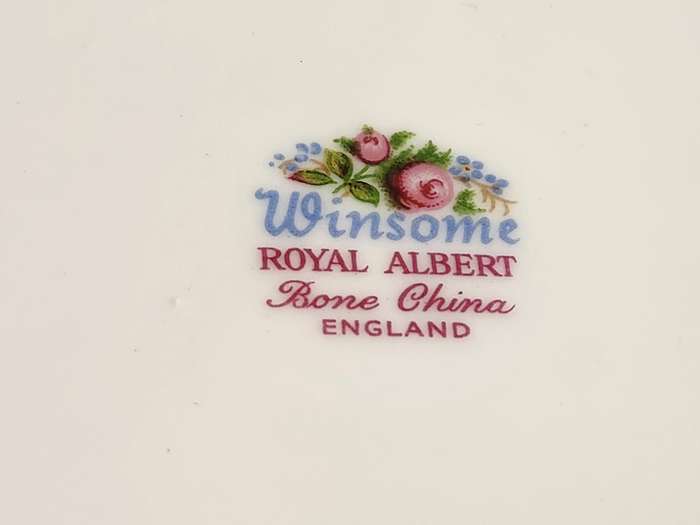 Winsome
ROYAL ALBERT
Bone China
ENGLAND